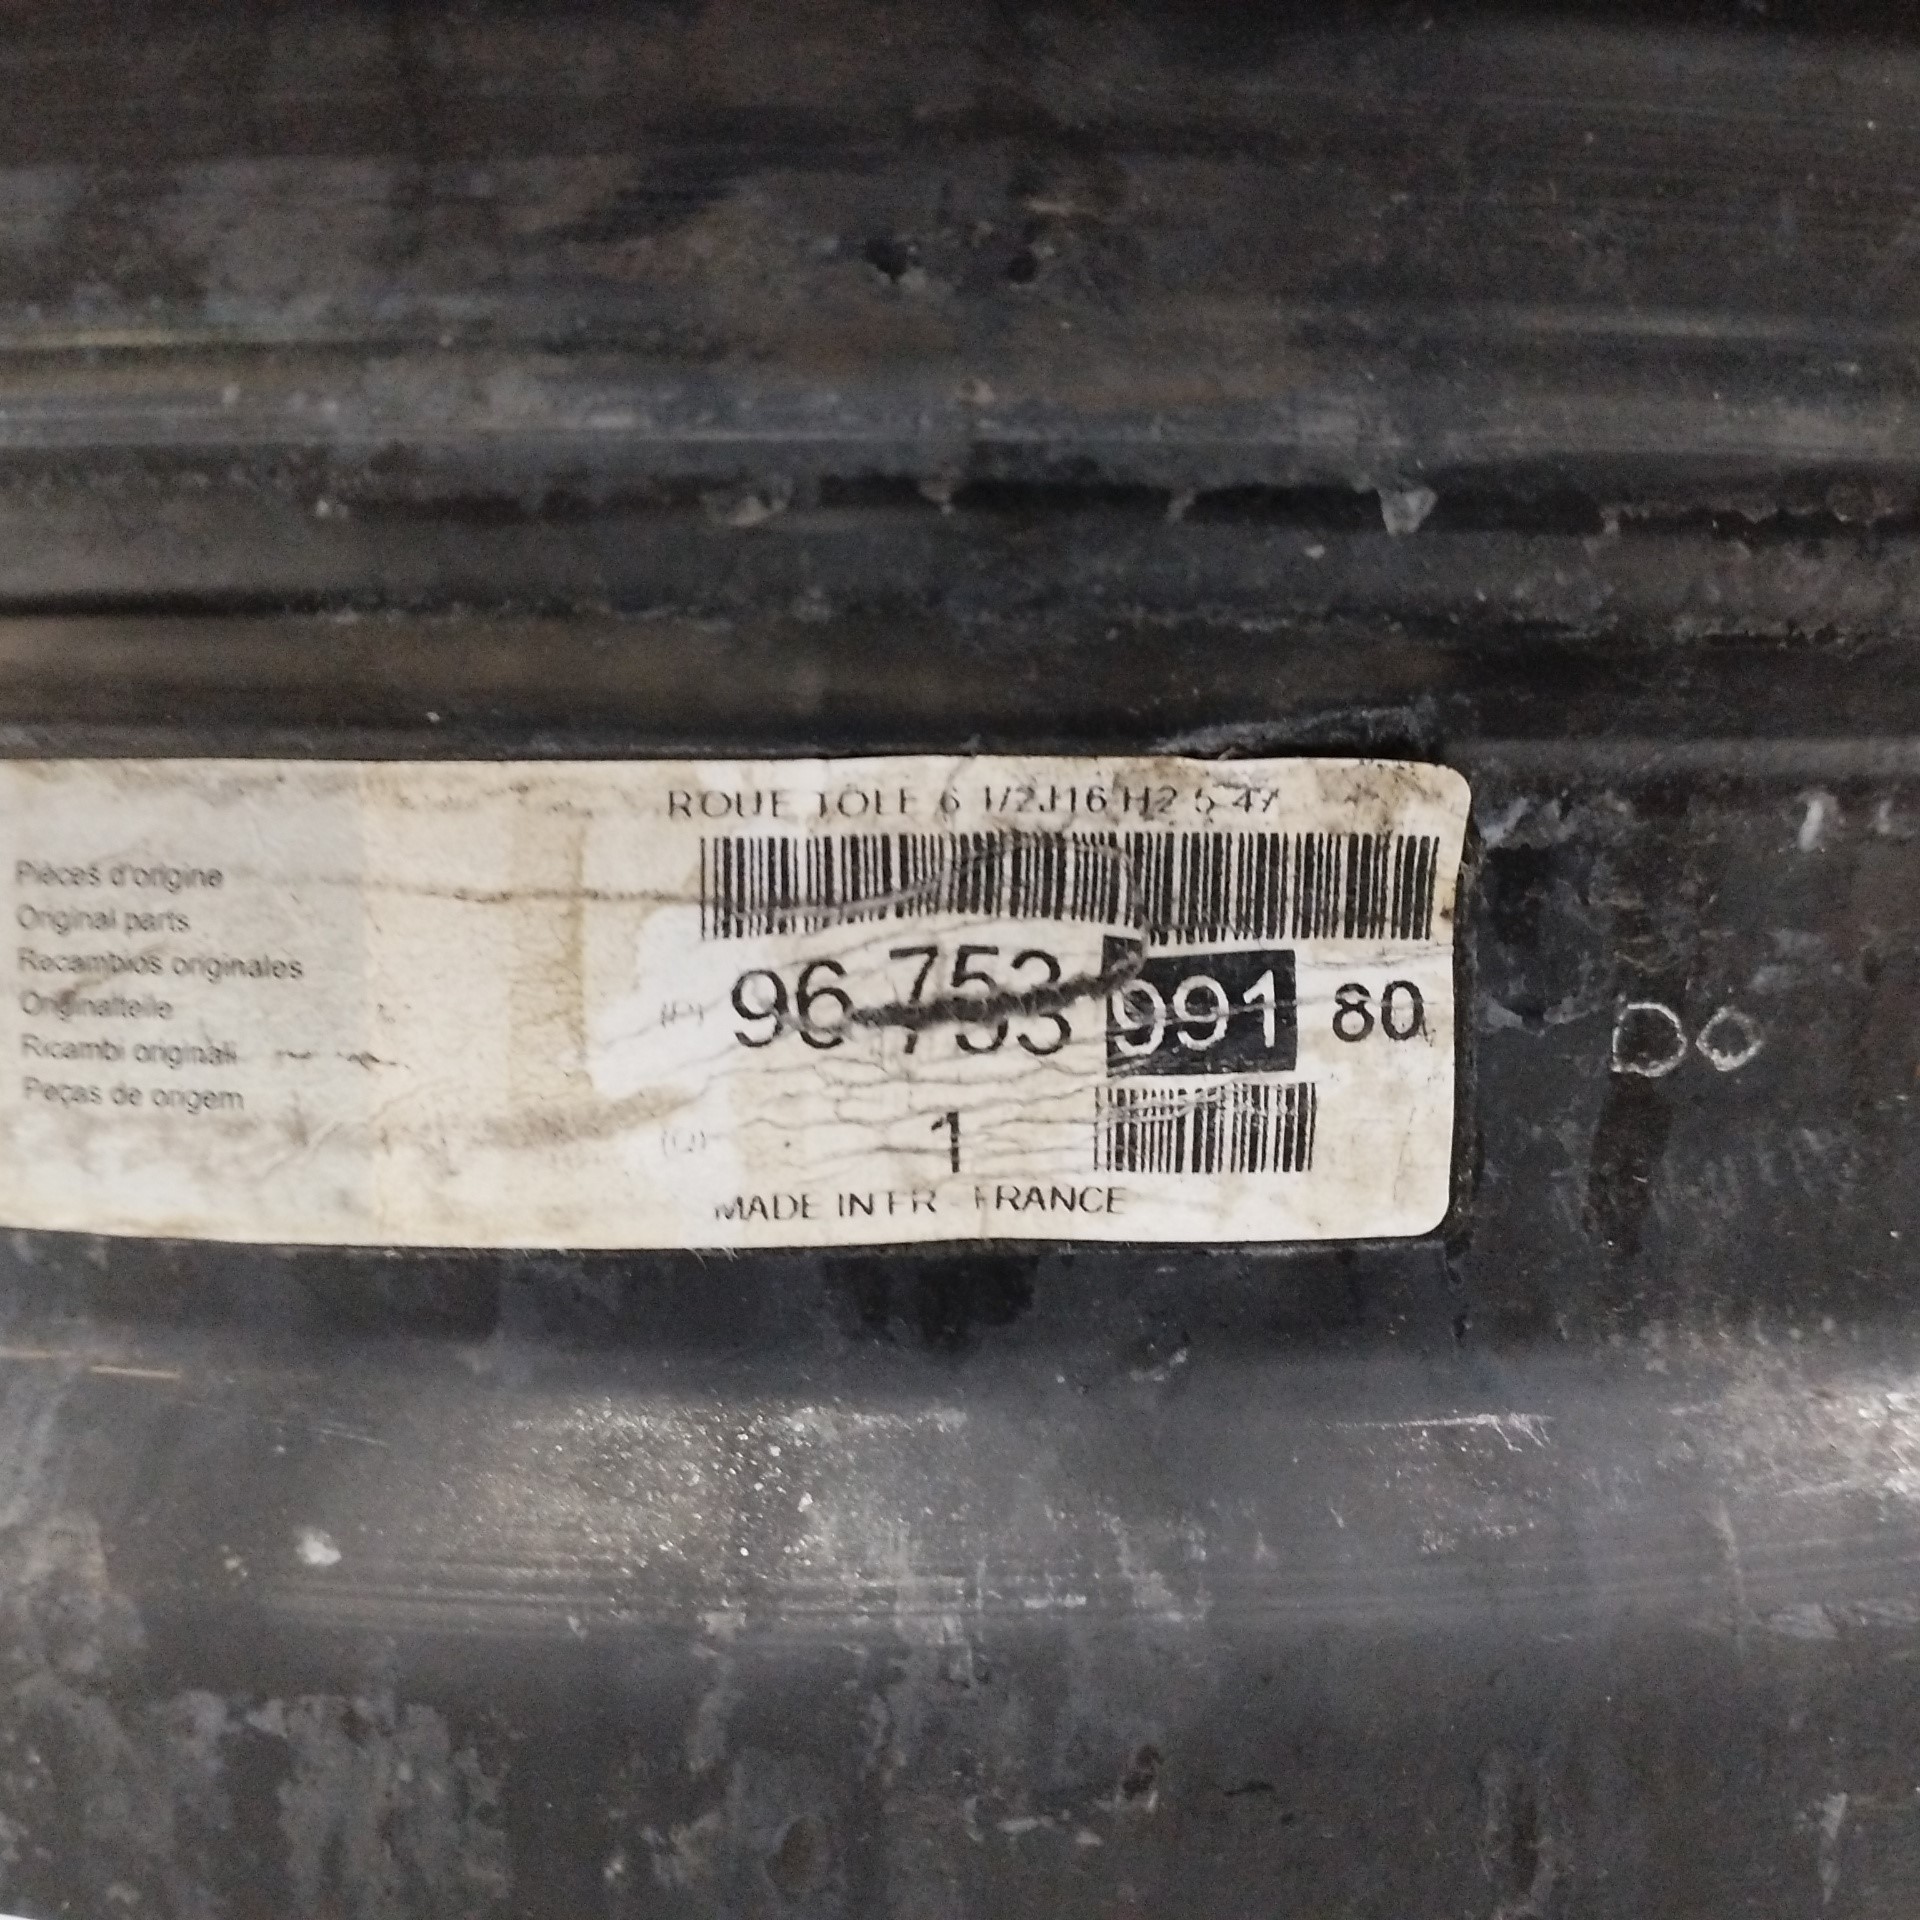 ROUE TOLE 6 1/2J16 H2 5-47
Pièces d'origine
Original parts
Recambios originales
Originalteile
Ricambi originali
Peças de origem
(P) 96 753 991 80
(Q) 1
MADE IN FR - FRANCE